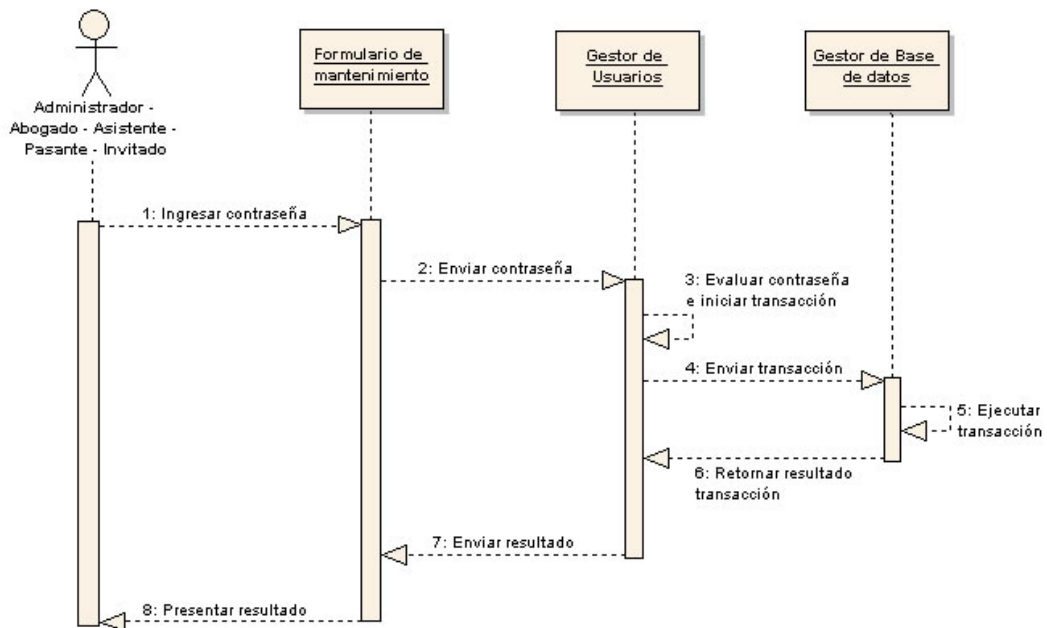 Formulario de
mantenimiento
Gestor de
Usuarios
Gestor de Base
de datos
Administrador -
Abogado - Asistente -
Pasante - Invitado
1: Ingresar contraseña
2: Enviar contraseña
3: Evaluar contraseña
e iniciar transacción
4: Enviar transacción
5: Ejecutar
transacción
6: Retornar resultado
transacción
7: Enviar resultado
8: Presentar resultado